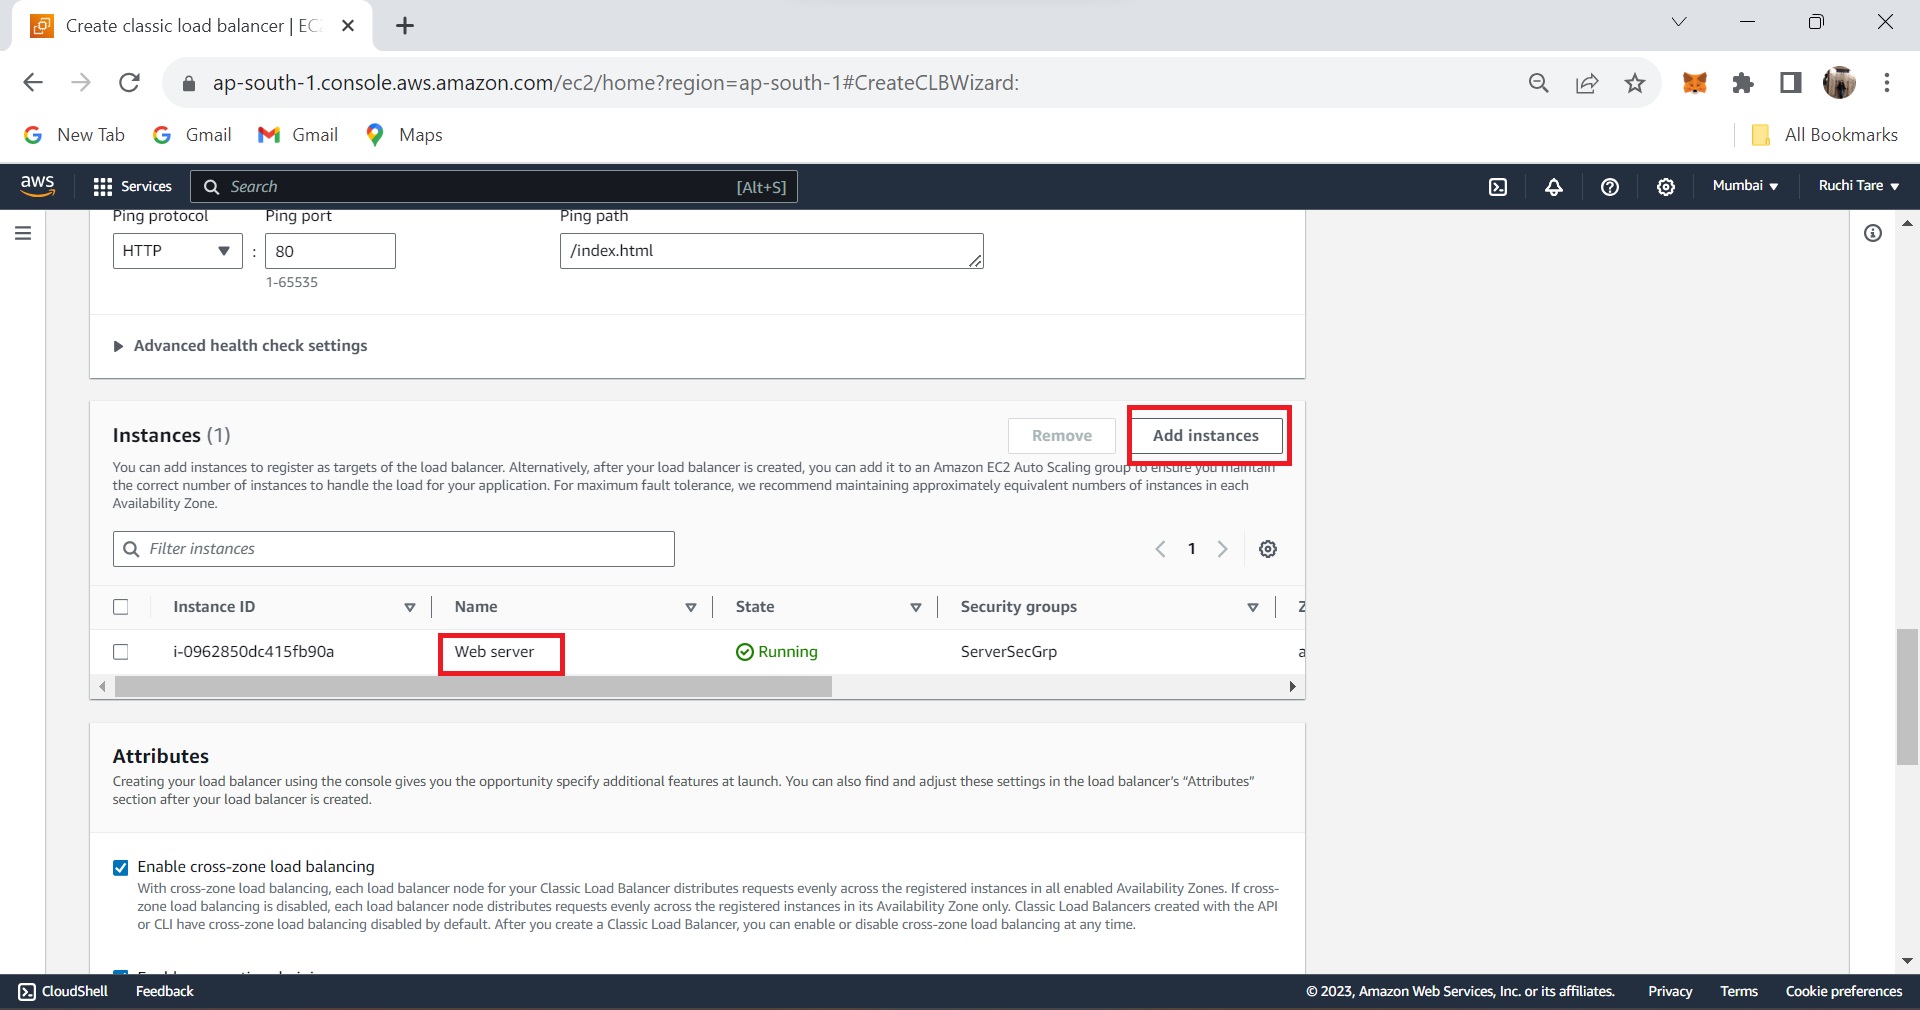 Create classic load balancer | EC
ap-south-1.console.aws.amazon.com/ec2/home?region=ap-south-1#CreateCLBWizard:
New Tab Gmail Gmail Maps All Bookmarks
aws Services Search [Alt+S] Mumbai Ruchi Tare
Ping protocol Ping port Ping path
HTTP : 80 /index.html
1-65535
Advanced health check settings
Instances (1) Remove Add instances
You can add instances to register as targets of the load balancer. Alternatively, after your load balancer is created, you can add it to an Amazon EC2 Auto Scaling group to ensure you maintain
the correct number of instances to handle the load for your application. For maximum fault tolerance, we recommend maintaining approximately equivalent numbers of instances in each
Availability Zone.
Filter instances 1
Instance ID Name State Security groups Z
i-0962850dc415fb90a Web server Running ServerSecGrp a
Attributes
Creating your load balancer using the console gives you the opportunity specify additional features at launch. You can also find and adjust these settings in the load balancer's “Attributes”
section after your load balancer is created.
Enable cross-zone load balancing
With cross-zone load balancing, each load balancer node for your Classic Load Balancer distributes requests evenly across the registered instances in all enabled Availability Zones. If cross-
zone load balancing is disabled, each load balancer node distributes requests evenly across the registered instances in its Availability Zone only. Classic Load Balancers created with the API
or CLI have cross-zone load balancing disabled by default. After you create a Classic Load Balancer, you can enable or disable cross-zone load balancing at any time.
CloudShell Feedback © 2023, Amazon Web Services, Inc. or its affiliates. Privacy Terms Cookie preferences